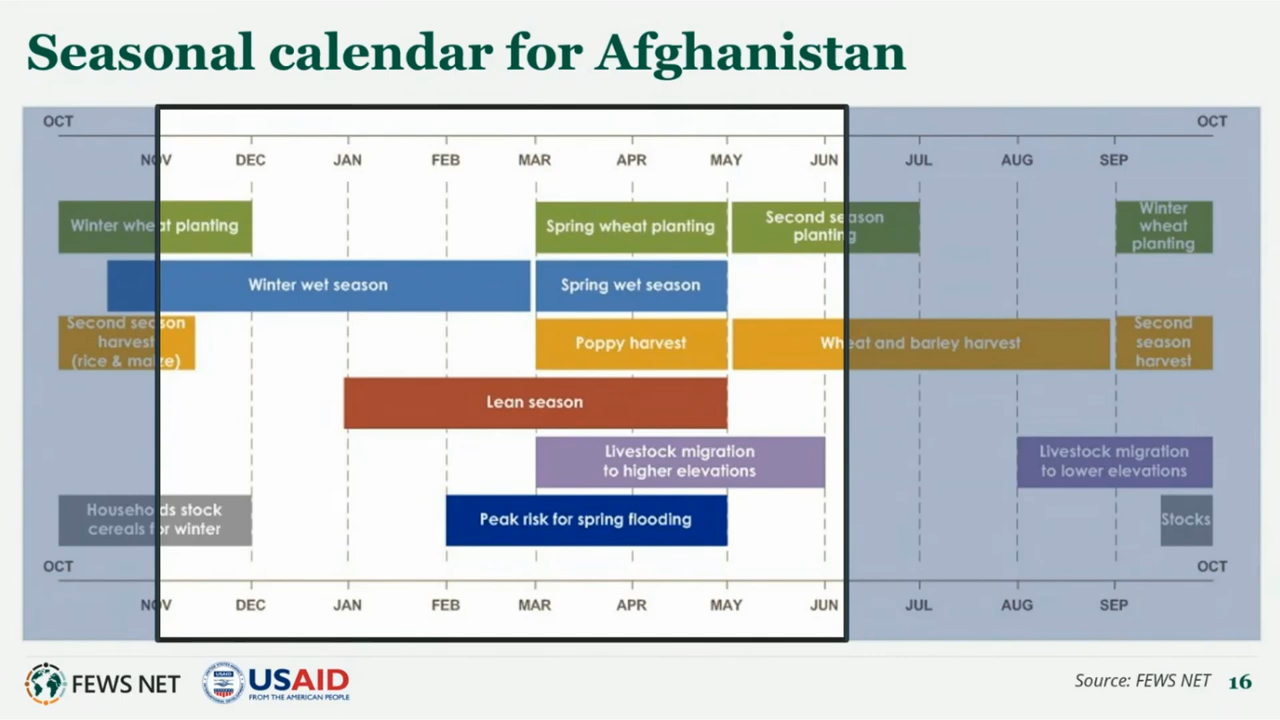 Seasonal calendar for Afghanistan
OCT
OCT
NOV DEC JAN FEB MAR APR MAY JUN JUL AUG SEP
Winter wheat planting
Spring wheat planting
Second season
planting
Winter
wheat
planting
Winter wet season
Spring wet season
Second season
harvest
(rice & maize)
Poppy harvest
Wheat and barley harvest
Second
season
harvest
Lean season
Livestock migration
to higher elevations
Livestock migration
to lower elevations
Households stock
cereals for winter
Peak risk for spring flooding
Stocks
OCT
OCT
NOV DEC JAN FEB MAR APR MAY JUN JUL AUG SEP
FEWS NET
USAID
FROM THE AMERICAN PEOPLE
Source: FEWS NET 16